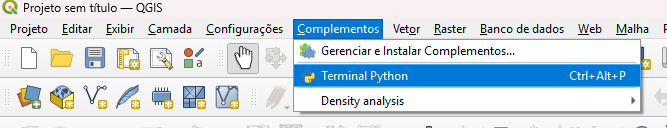 Projeto sem título — QGIS
Projeto Editar Exibir Camada Configurações Complementos Vetor Raster Banco de dados Web Malha
Gerenciar e Instalar Complementos...
Terminal Python Ctrl+Alt+P
Density analysis